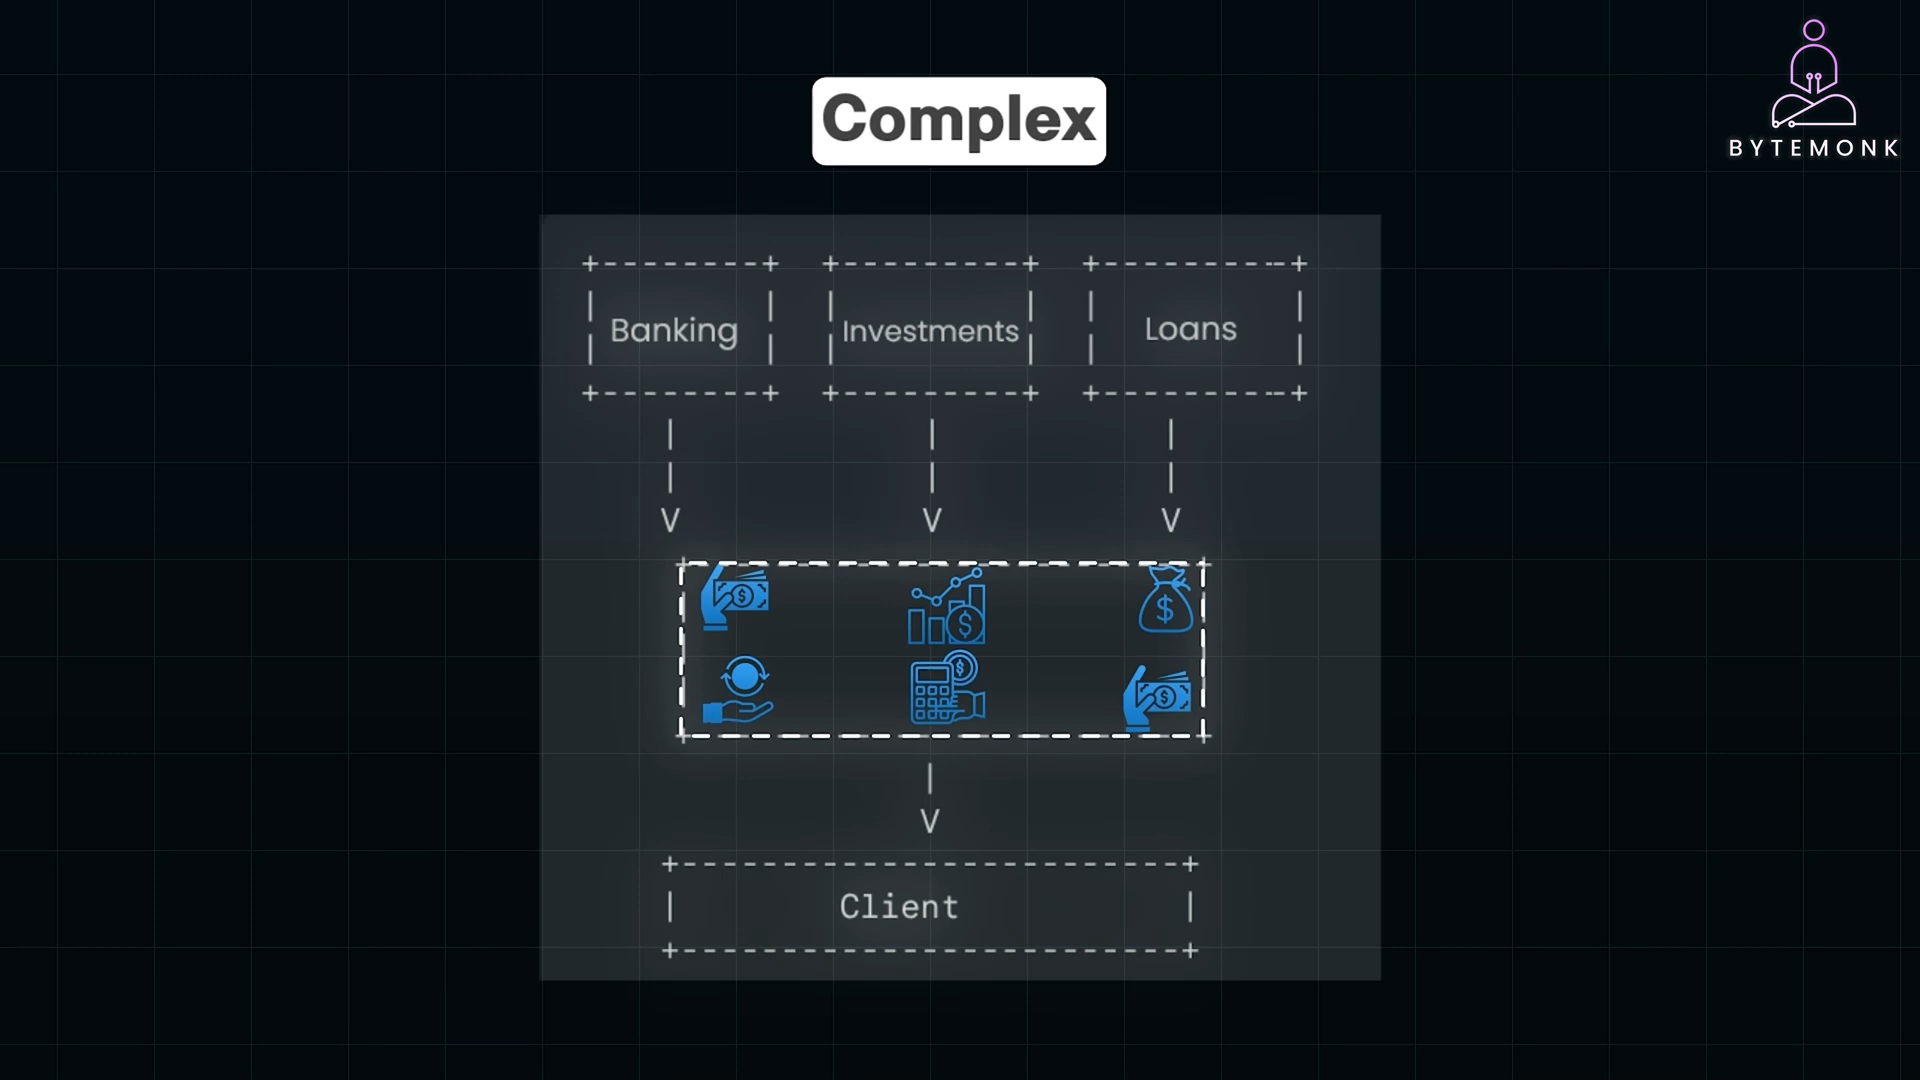 Complex
BYTEMONK
Banking
Investments
Loans
V V V
$ $ $
$ $
V
Client